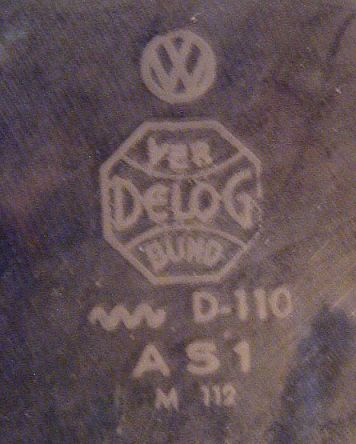 VW
VER
DELOG
BUND
D-110
AS1
M 112